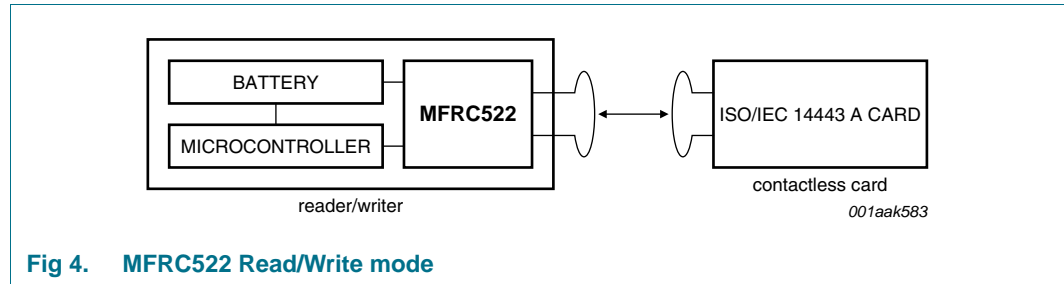 BATTERY
MICROCONTROLLER
MFRC522
ISO/IEC 14443 A CARD
reader/writer
contactless card
001aak583
Fig 4. MFRC522 Read/Write mode